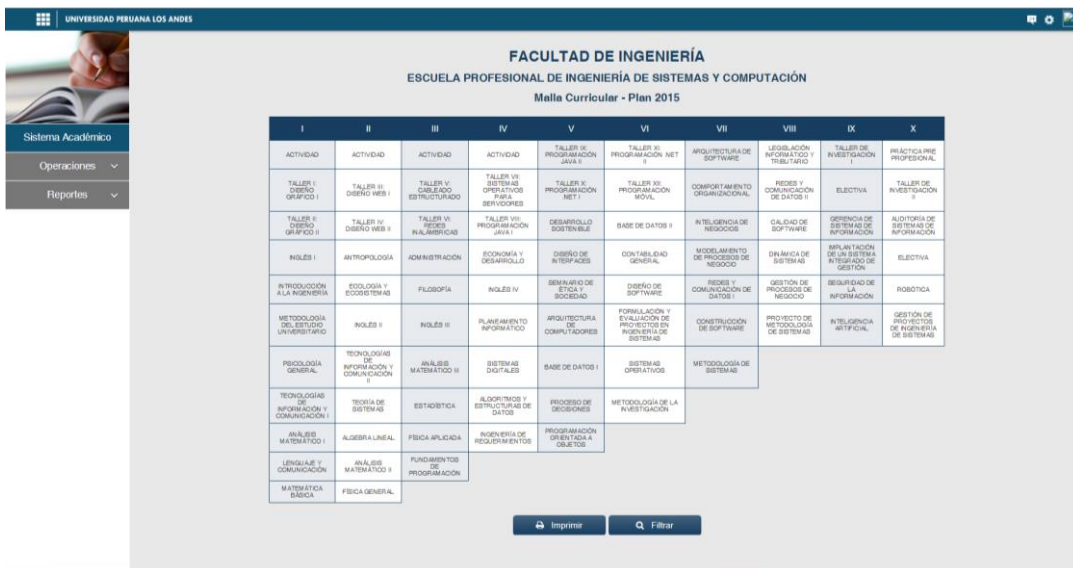 UNIVERSIDAD PERUANA LOS ANDES
Sistema Académico
Operaciones
Reportes
FACULTAD DE INGENIERÍA
ESCUELA PROFESIONAL DE INGENIERÍA DE SISTEMAS Y COMPUTACIÓN
Malla Curricular - Plan 2015
I II III IV V VI VII VIII IX X
ACTIVIDAD
ACTIVIDAD
ACTIVIDAD
ACTIVIDAD
TALLER IX:
PROGRAMACIÓN
JAVA II
TALLER XI:
PROGRAMACIÓN .NET
II
ARQUITECTURA DE
SOFTWARE
LEGISLACIÓN
INFORMÁTICO Y
TRIBUTARIO
TALLER DE
INVESTIGACIÓN
I
PRÁCTICA PRE
PROFESIONAL
TALLER I:
DISEÑO
GRÁFICO I
TALLER III:
DISEÑO WEB I
TALLER V:
CABLEADO
ESTRUCTURADO
TALLER VII:
SISTEMAS
OPERATIVOS
PARA
SERVIDORES
TALLER X:
PROGRAMACIÓN
.NET I
TALLER XII:
PROGRAMACIÓN
MÓVIL
COMPORTAMIENTO
ORGANIZACIONAL
REDES Y
COMUNICACIÓN
DE DATOS II
ELECTIVA
TALLER DE
INVESTIGACIÓN
II
TALLER II:
DISEÑO
GRÁFICO II
TALLER IV:
DISEÑO WEB II
TALLER VI:
REDES
INALÁMBRICAS
TALLER VIII:
PROGRAMACIÓN
JAVA I
DESARROLLO
SOSTENIBLE
BASE DE DATOS II
INTELIGENCIA DE
NEGOCIOS
CALIDAD DE
SOFTWARE
GERENCIA DE
SISTEMAS DE
INFORMACIÓN
AUDITORÍA DE
SISTEMAS DE
INFORMACIÓN
INGLÉS I
ANTROPOLOGÍA
ADMINISTRACIÓN
ECONOMÍA Y
DESARROLLO
DISEÑO DE
INTERFACES
CONTABILIDAD
GENERAL
MODELAMIENTO
DE PROCESOS DE
NEGOCIO
DINÁMICA DE
SISTEMAS
IMPLANTACIÓN
DE UN SISTEMA
INTEGRADO DE
GESTIÓN
ELECTIVA
INTRODUCCIÓN
A LA INGENIERÍA
ECOLOGÍA Y
ECOSISTEMAS
FILOSOFÍA
INGLÉS IV
SEMINARIO DE
ÉTICA Y
SOCIEDAD
DISEÑO DE
SOFTWARE
REDES Y
COMUNICACIÓN DE
DATOS I
GESTIÓN DE
PROCESOS DE
NEGOCIO
SEGURIDAD DE
LA
INFORMACIÓN
ROBÓTICA
METODOLOGÍA
DEL ESTUDIO
UNIVERSITARIO
INGLÉS II
INGLÉS III
PLANEAMIENTO
INFORMÁTICO
ARQUITECTURA
DE
COMPUTADORES
FORMULACIÓN Y
EVALUACIÓN DE
PROYECTOS EN
INGENIERÍA DE
SISTEMAS
CONSTRUCCIÓN
DE SOFTWARE
PROYECTO DE
METODOLOGÍA
DE SISTEMAS
INTELIGENCIA
ARTIFICIAL
GESTIÓN DE
PROYECTOS
DE INGENIERÍA
DE SISTEMAS
PSICOLOGÍA
GENERAL
TECNOLOGÍAS
DE
INFORMACIÓN Y
COMUNICACIÓN
II
ANÁLISIS
MATEMÁTICO III
SISTEMAS
DIGITALES
BASE DE DATOS I
SISTEMAS
OPERATIVOS
METODOLOGÍA DE
SISTEMAS
TECNOLOGÍAS
DE
INFORMACIÓN Y
COMUNICACIÓN I
TEORÍA DE
SISTEMAS
ESTADÍSTICA
ALGORITMOS Y
ESTRUCTURAS DE
DATOS
PROCESO DE
DECISIONES
METODOLOGÍA DE LA
INVESTIGACIÓN
ANÁLISIS
MATEMÁTICO I
ALGEBRA LINEAL
FÍSICA APLICADA
INGENIERÍA DE
REQUERIMIENTOS
PROGRAMACIÓN
ORIENTADA A
OBJETOS
LENGUAJE Y
COMUNICACIÓN
ANÁLISIS
MATEMÁTICO II
FUNDAMENTOS
DE
PROGRAMACIÓN
MATEMÁTICA
BÁSICA
FÍSICA GENERAL
Imprimir
Filtrar